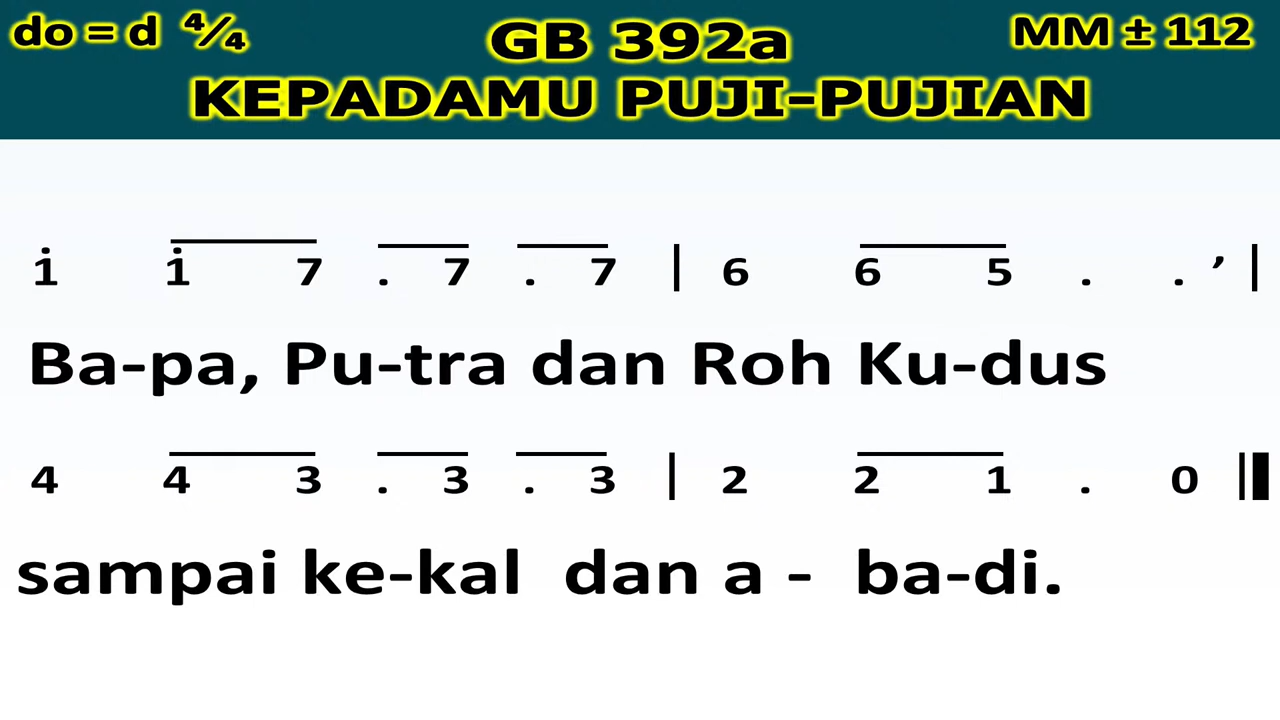 do = d 4/4 GB 392a MM ± 112
KEPADAMU PUJI-PUJIAN
i i 7 . 7 . 7 | 6 6 5 . . ’ |
Ba-pa, Pu-tra dan Roh Ku-dus
4 4 3 . 3 . 3 | 2 2 1 . 0 ||
sampai ke-kal dan a - ba-di.